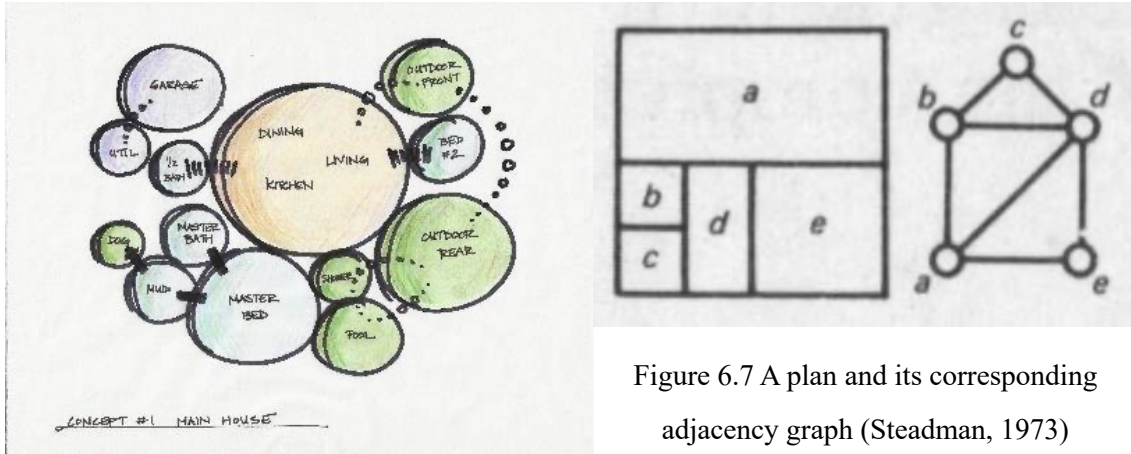 GARAGE
UTIL
1/2
BATH
DINING
LIVING
KITCHEN
OUTDOOR
FRONT
BED
#2
DOG
MASTER
BATH
MUD
MASTER
BED
SHOWER
OUTDOOR
REAR
POOL
CONCEPT #1 MAIN HOUSE
a
b
c
d
e
c
b
d
a
e
Figure 6.7 A plan and its corresponding
adjacency graph (Steadman, 1973)